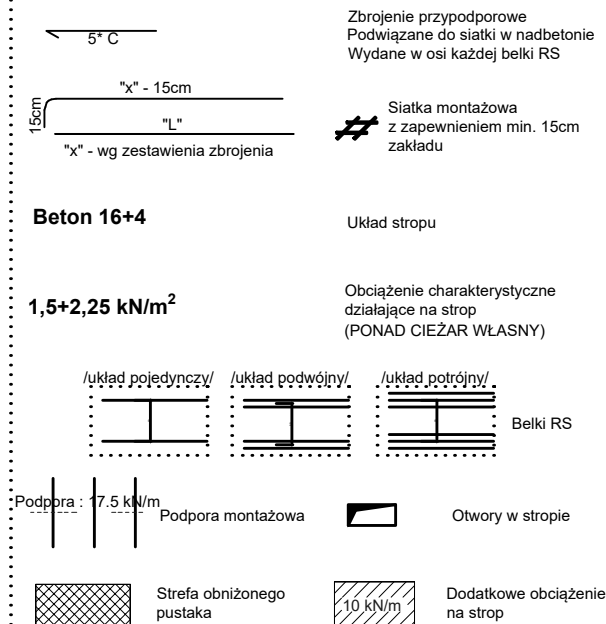 Zbrojenie przypodporowe
Podwiązane do siatki w nadbetonie
Wydane w osi każdej belki RS
5* C
"x" - 15cm
15cm
"L"
"x" - wg zestawienia zbrojenia
Siatka montażowa
z zapewnieniem min. 15cm
zakładu
Beton 16+4
Układ stropu
1,5+2,25 kN/m²
Obciążenie charakterystyczne
działające na strop
(PONAD CIEŻAR WŁASNY)
/układ pojedynczy/ /układ podwójny/ /układ potrójny/
Belki RS
Podpora : 17.5 kN/m
Podpora montażowa
Otwory w stropie
Strefa obniżonego
pustaka
10 kN/m
Dodatkowe obciążenie
na strop